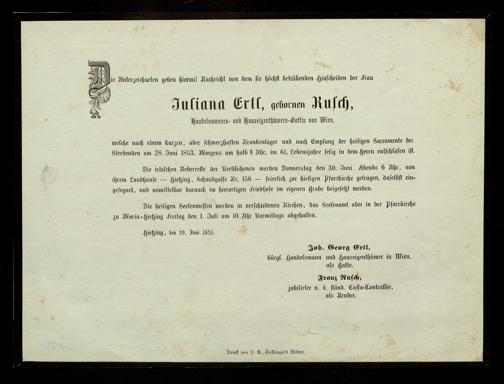 Die Unterzeichneten geben hiermit Nachricht von dem sie höchst betrübenden Hinscheiden der Frau
Juliana Ertl, gebornen Rusch,
Handelsmannes- und Hauseigenthümers-Gattin von Wien,
welche nach einem kurzen, aber schmerzhaften Krankenlager und nach Empfang der heiligen Sacramente der
Sterbenden am 28. Juni 1853, Morgens um halb 4 Uhr, im 61. Lebensjahre selig in dem Herrn entschlafen ist.
Die irdischen Ueberreste der Verblichenen werden Donnerstag den 30. Juni Abends 6 Uhr, von
ihrem Landhause — Hietzing, Schmidgasse Nr. 156 — feierlich zur hiesigen Pfarrkirche getragen, daselbst ein-
gesegnet, und unmittelbar darnach im hierortigen Friedhofe im eigenen Grabe beigesetzt werden.
Die heiligen Seelenmessen werden in verschiedenen Kirchen, das Seelenamt aber in der Pfarrkirche
zu Maria-Hietzing Freitag den 1. Juli um 10 Uhr Vormittags abgehalten.
Hietzing, den 29. Juni 1853.
Joh. Georg Ertl,
bürgl. Handelsmann und Hauseigenthümer in Wien,
als Gatte.
Franz Rusch,
jubilirter n. ö. ständ. Cassa-Controllor,
als Bruder.
Druck von J. P. Sollinger's Witwe.